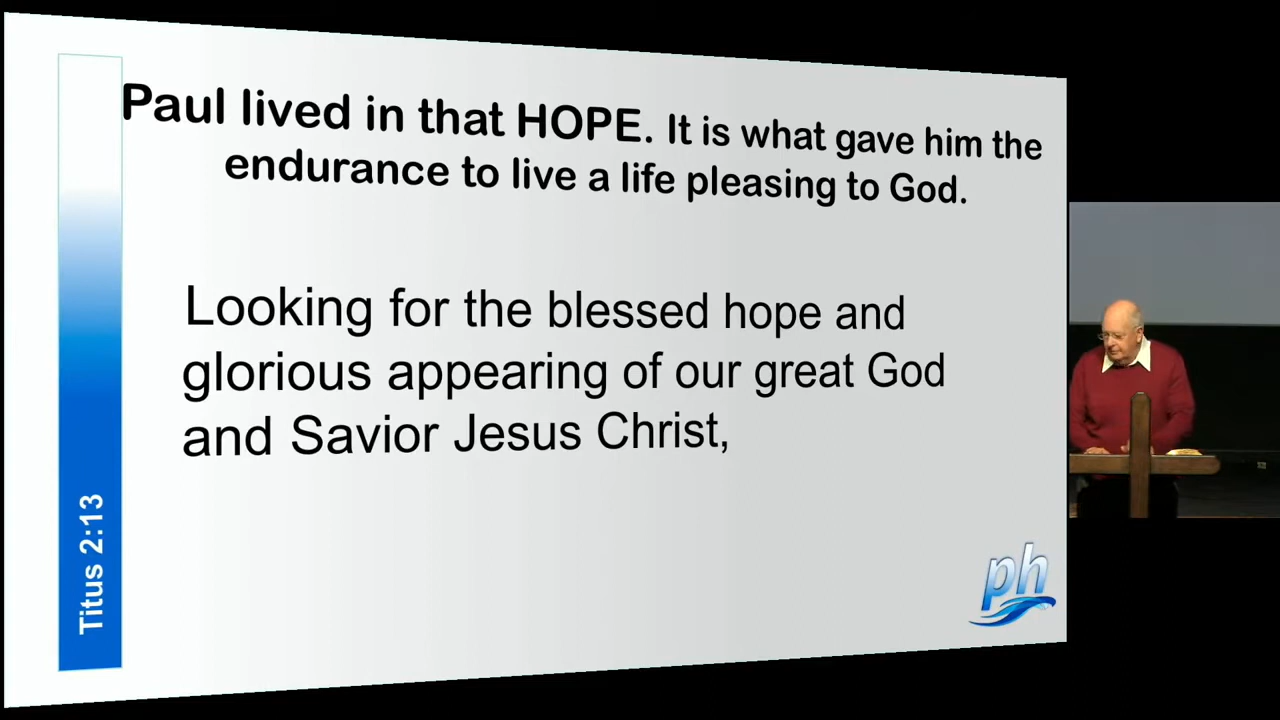 Paul lived in that HOPE. It is what gave him the
endurance to live a life pleasing to God.
Looking for the blessed hope and
glorious appearing of our great God
and Savior Jesus Christ,
Titus 2:13
ph